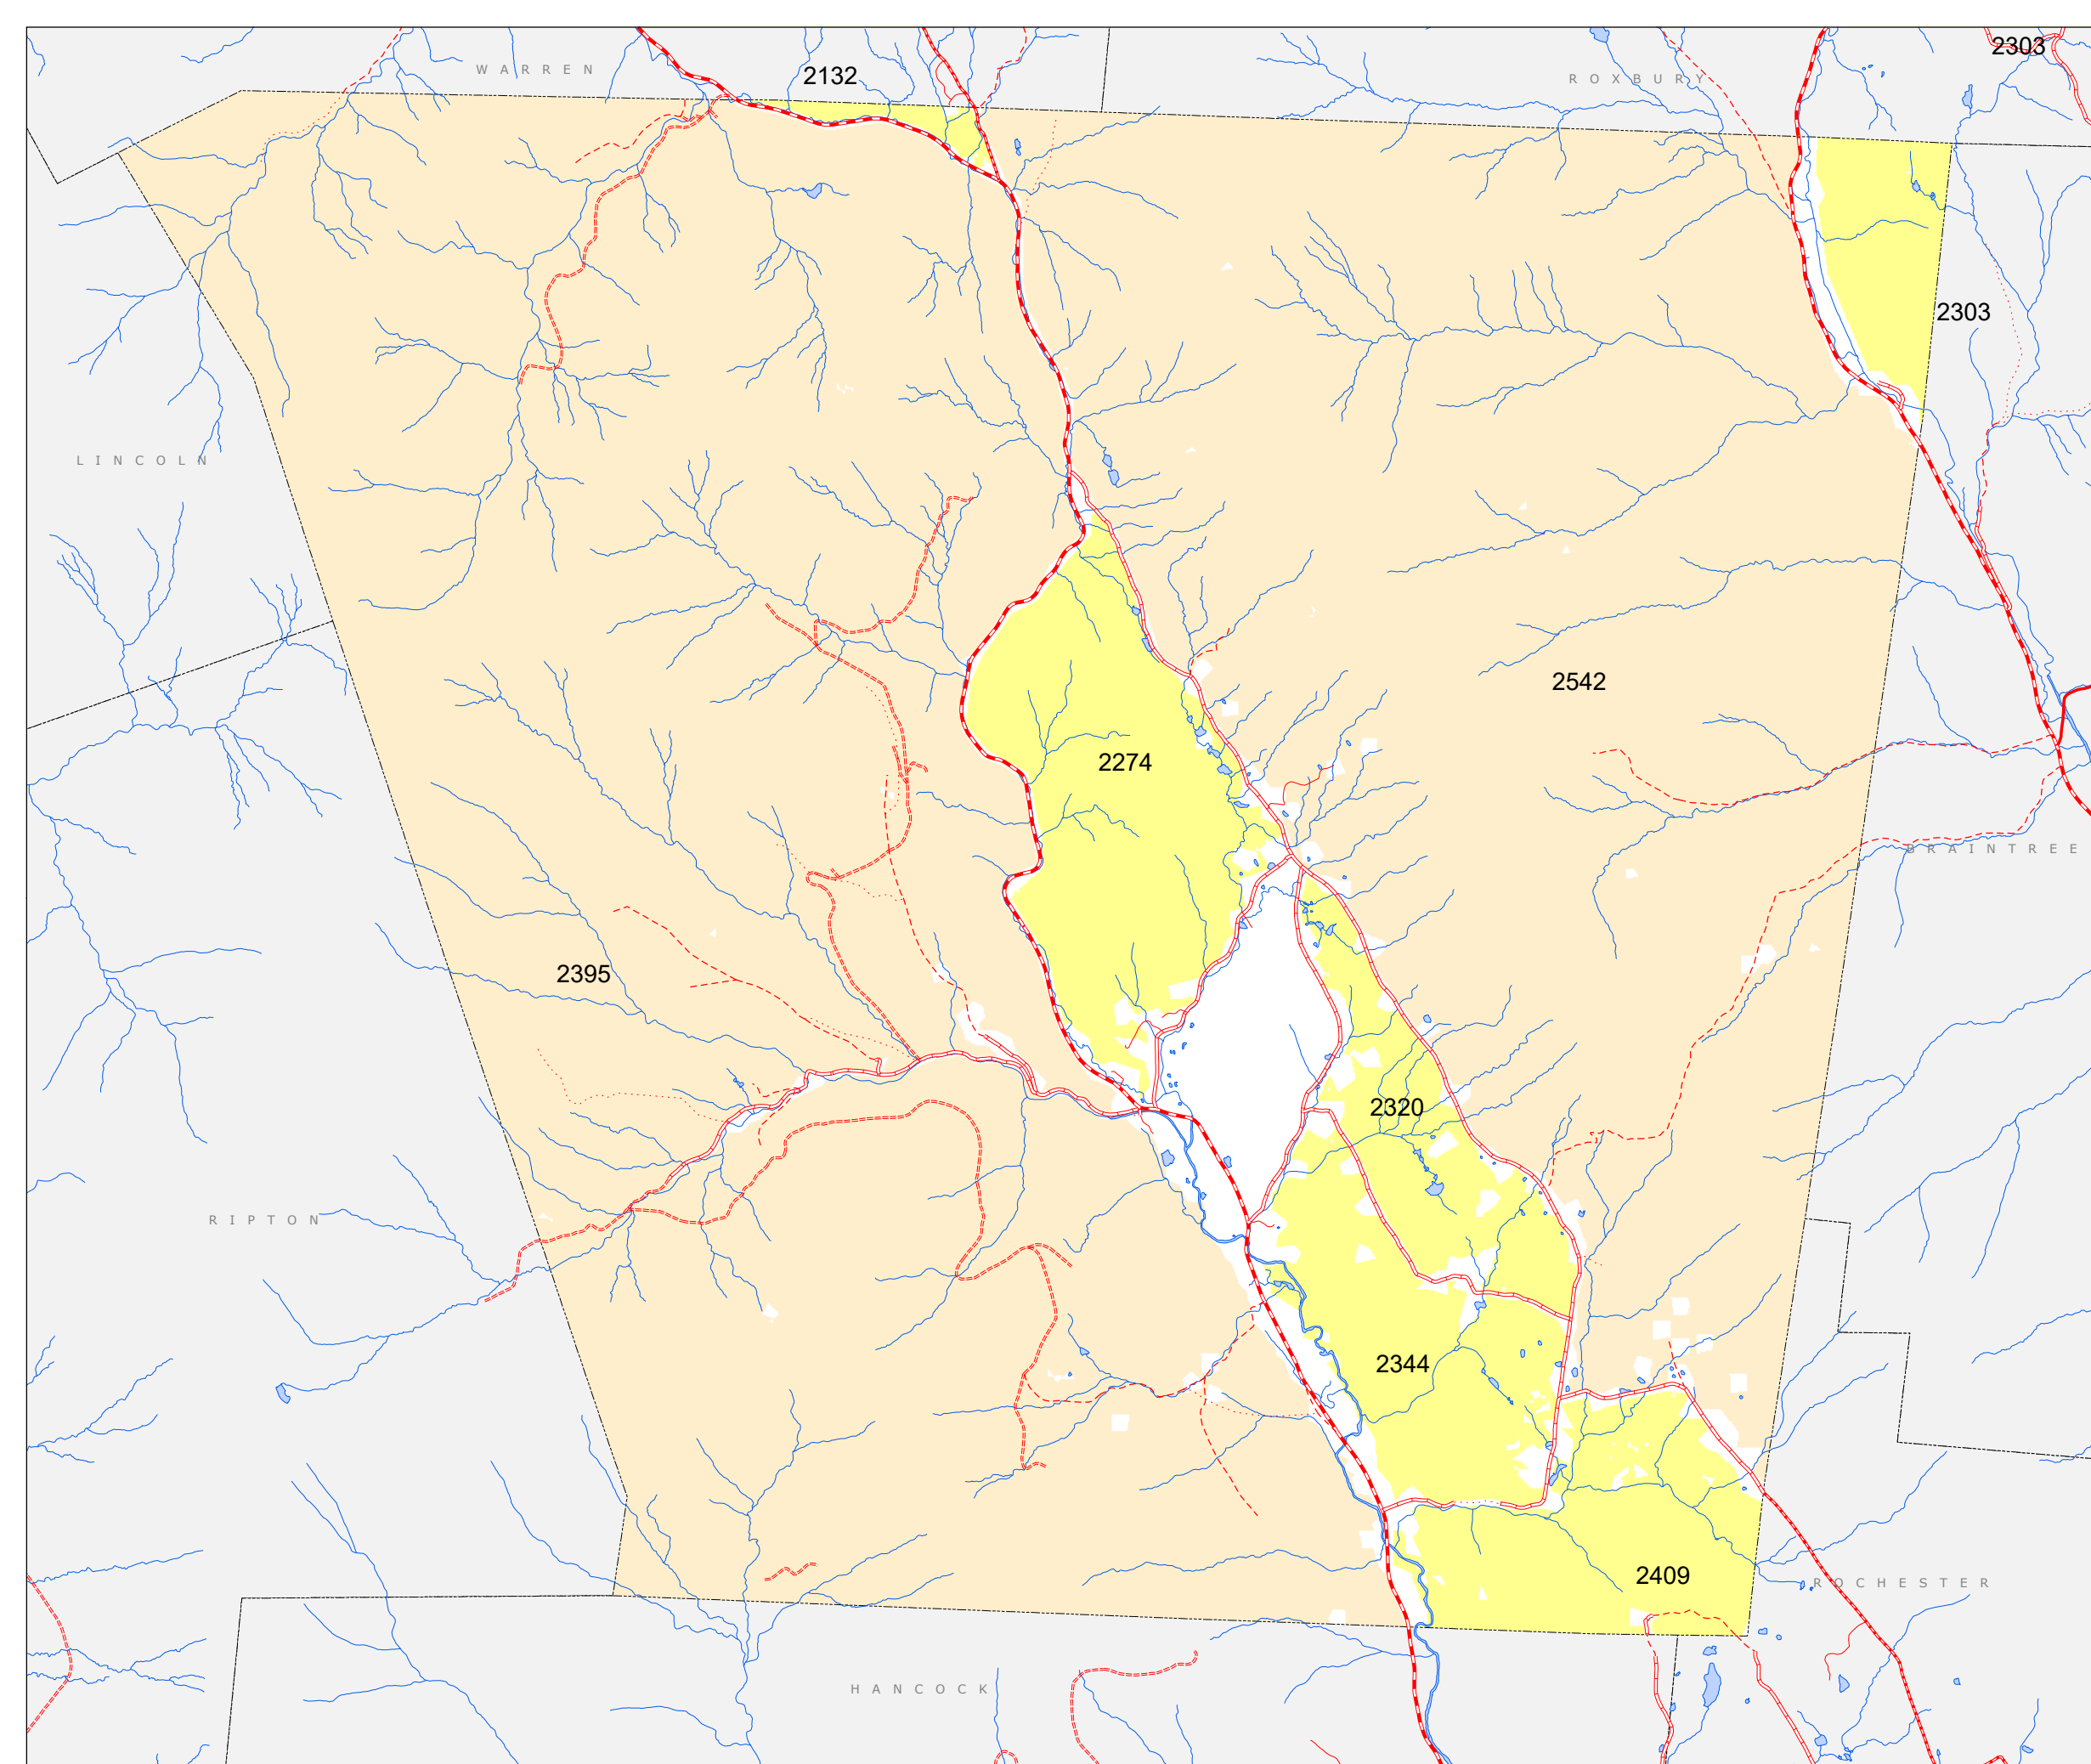 2303
WARREN
2132
ROXBURY
2303
LINCOLN
2542
2274
BRAINTREE
2395
2320
RIPTON
2344
2409
ROCHESTER
HANCOCK